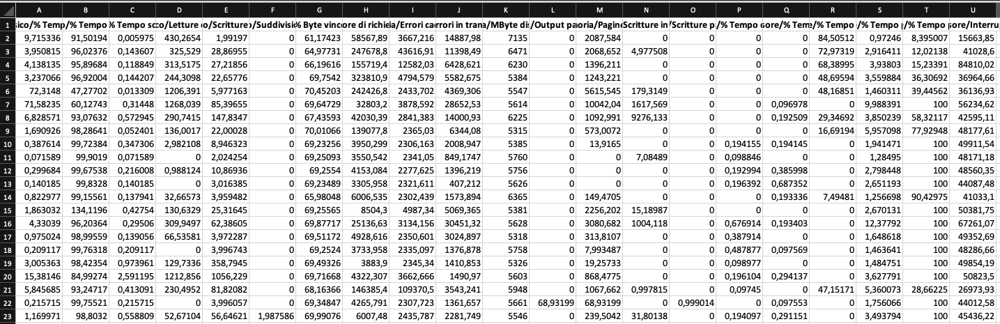 A B C D E F G H I J K L M N O P Q R S T U
1 ico/% Temp /% Tempo % Tempo sc co/Letture o/Scritture o/Suddivisi % Byte vinc ore di richie ia/Errori ca rrori in tran a/MByte di /Output pa oria/Pagin Scritture in /Scritture p /% Tempo sore/% Tem /% Tempo /% Tempo /% Tempo sore/Interru
2 9,715336 91,50194 0,005975 430,2654 1,99197 0 61,17423 58567,89 3667,216 14887,98 7135 0 2087,584 0 0 0 0 84,50512 0,97246 8,395007 15663,85
3 3,950815 96,02376 0,143607 325,529 28,86955 0 64,97731 247678,8 43616,91 11398,49 6471 0 2068,652 4,977508 0 0 0 72,97319 2,916411 12,02138 41028,6
4 4,138135 95,89684 0,118849 313,5175 27,21856 0 66,19616 155719,4 12582,03 6428,621 6230 0 1396,211 0 0 0 0 68,38995 3,93803 15,23391 84810,02
5 3,237066 96,92004 0,144207 244,3098 22,65776 0 69,7542 323810,9 4794,579 5582,675 5384 0 1243,221 0 0 0 0 48,69594 3,559884 36,30692 36964,66
6 72,3148 47,27702 0,013309 1206,391 5,977163 0 70,45203 242426,8 2433,702 4369,306 5547 0 5615,545 179,3149 0 0 0 48,16851 1,460311 39,44562 36136,93
7 71,58235 60,12743 0,31448 1268,039 85,39655 0 69,64729 32803,2 3878,592 28652,53 5614 0 10042,04 1617,569 0 0 0,096978 0 9,988391 100 56234,62
8 6,828571 93,07632 0,572945 290,7415 147,8347 0 67,43593 42030,39 2841,383 14000,93 6225 0 1092,991 9276,133 0 0 0,192509 29,34692 3,850239 58,32117 42595,11
9 1,690926 98,28641 0,052401 136,0017 22,00028 0 70,01066 139077,8 2365,03 6344,08 5315 0 573,0072 0 0 0 0 16,69194 5,957098 77,92948 48177,61
10 0,387614 99,72384 0,347306 2,982108 8,946323 0 69,23256 3950,299 2306,163 2008,947 5385 0 13,9165 0 0 0,194155 0,194145 0 1,941471 100 49911,54
11 0,071589 99,9019 0,071589 0 2,024254 0 69,25093 3550,542 2341,05 849,1747 5760 0 0 7,08489 0 0,098846 0 0 1,28495 100 48171,18
12 0,299684 99,67538 0,216008 0,988124 10,86936 0 69,2554 4153,084 2277,625 1396,219 5756 0 0 0 0 0,192994 0,385998 0 2,798448 100 48560,35
13 0,140185 99,8328 0,140185 0 3,016385 0 69,23489 3305,958 2321,611 407,212 5626 0 0 0 0 0,196392 0,687352 0 2,651193 100 44087,48
14 0,822977 99,15561 0,137941 32,66573 3,959482 0 65,98048 6006,535 2302,439 1573,894 6365 0 149,4705 0 0 0 0,193336 7,49481 1,256698 90,42975 41033,1
15 1,863032 134,1196 0,42754 130,6329 25,31645 0 69,25565 8504,3 4987,34 5069,365 5381 0 2256,202 15,18987 0 0 0 0 2,670131 100 50381,75
16 4,33039 96,20364 0,29506 309,9497 62,38605 0 69,87717 25136,63 3134,156 30451,32 5628 0 3080,682 1004,118 0 0,676914 0,193403 0 12,37792 100 67261,07
17 0,975024 98,99559 0,139056 66,53581 3,972287 0 69,51172 4928,616 2350,601 3024,897 5318 0 313,8107 0 0 0,387914 0 0 1,648618 100 49352,69
18 0,209117 99,76318 0,209117 0 3,996743 0 69,2524 3733,958 2335,097 1376,878 5758 0 7,993487 0 0 0,487877 0,097569 0 1,463641 100 48286,66
19 3,005363 98,42354 0,973961 129,7336 358,7945 0 69,49326 3883,9 2345,34 1410,853 5326 0 19,25733 0 0 0,098977 0 0 1,484751 100 49854,19
20 15,38146 84,99274 2,591195 1212,856 1056,229 0 69,71668 4322,307 3662,666 1490,97 5603 0 868,4775 0 0 0,196104 0,294137 0 3,627791 100 50823,5
21 5,845685 93,24717 0,413091 230,4952 81,82082 0 68,16366 146385,4 109370,5 3543,241 5948 0 1067,662 0,997815 0 0,09745 0 47,15171 5,360073 28,66225 26973,93
22 0,215715 99,75521 0,215715 0 3,996057 0 69,34847 4265,791 2307,723 1361,657 5661 68,93199 68,93199 0 0,999014 0 0,097553 0 1,756066 100 44012,58
23 1,169971 98,8032 0,558809 52,67104 56,64621 1,987586 69,99076 6007,48 2435,787 2281,749 5546 0 239,5042 31,80138 0 0,194097 0,291151 0 3,493794 100 45436,22